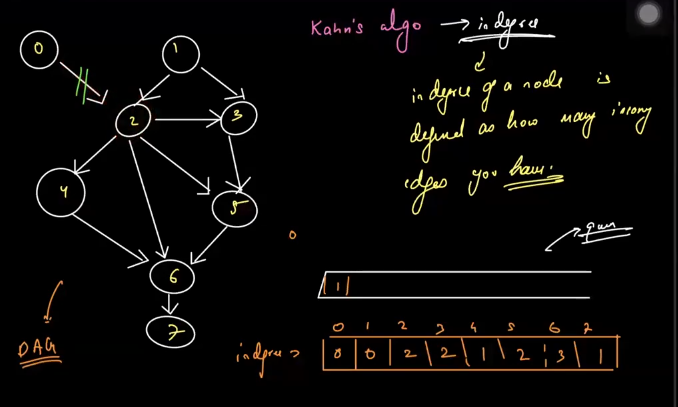 Kahn's algo → indegree
indegree of a node is
defined as how many incoming
edges you have.
0
1
2
3
4
5
6
7
DAG
0
queue
1
0 1 2 3 4 5 6 7
indegree → 0 0 2 2 1 2 3 1